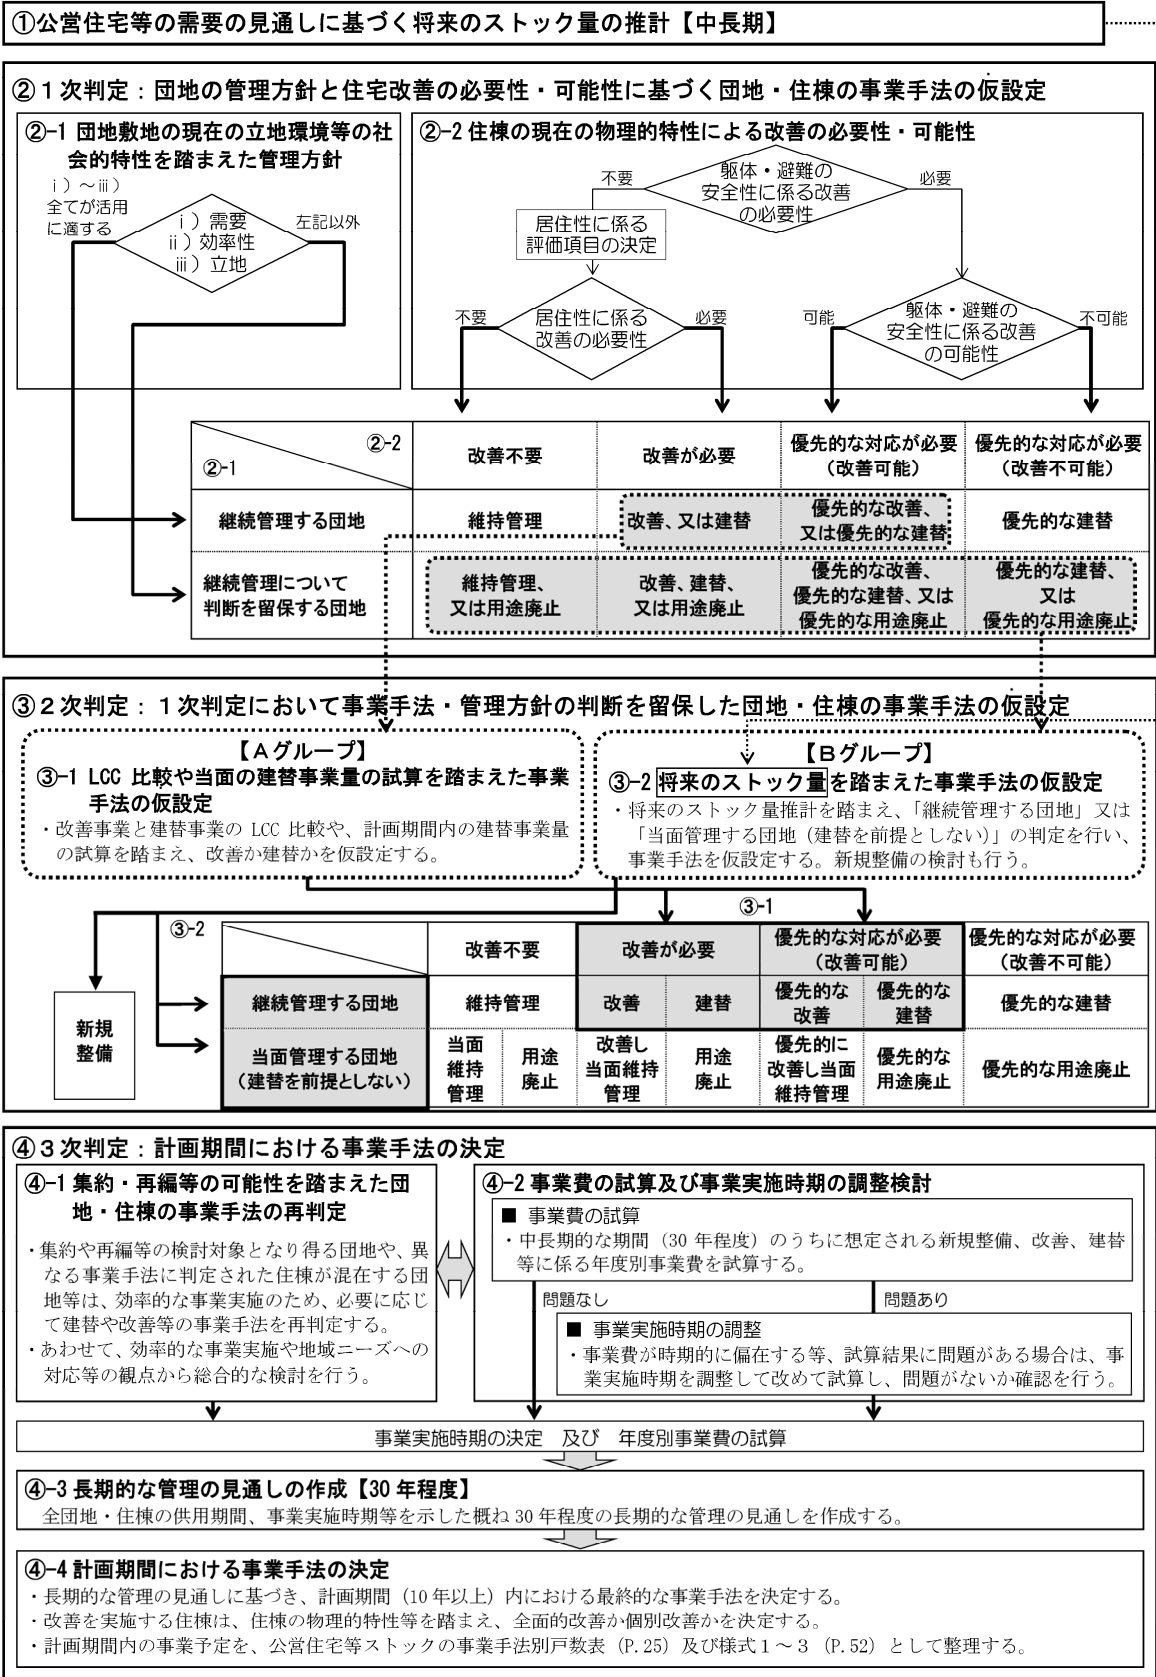 ①公営住宅等の需要の見通しに基づく将来のストック量の推計【中長期】
②１次判定：団地の管理方針と住宅改善の必要性・可能性に基づく団地・住棟の事業手法の仮設定
②-1 団地敷地の現在の立地環境等の社
会的特性を踏まえた管理方針
ⅰ）～ⅲ）
全てが活用
に適する
ⅰ）需要
ⅱ）効率性
ⅲ）立地
左記以外
②-2 住棟の現在の物理的特性による改善の必要性・可能性
不要
躯体・避難の
安全性に係る改善
の必要性
必要
居住性に係る
評価項目の決定
不要
居住性に係る
改善の必要性
必要
可能
躯体・避難の
安全性に係る改善
の可能性
不可能
②-2
②-1
改善不要
改善が必要
優先的な対応が必要
（改善可能）
優先的な対応が必要
（改善不可能）
継続管理する団地
維持管理
改善、又は建替
優先的な改善、
又は優先的な建替
優先的な建替
継続管理について
判断を留保する団地
維持管理、
又は用途廃止
改善、建替、
又は用途廃止
優先的な改善、
優先的な建替、又は
優先的な用途廃止
優先的な建替、
又は
優先的な用途廃止
③２次判定：１次判定において事業手法・管理方針の判断を留保した団地・住棟の事業手法の仮設定
【Ａグループ】
③-1 LCC 比較や当面の建替事業量の試算を踏まえた事業
手法の仮設定
・改善事業と建替事業の LCC 比較や、計画期間内の建替事業量
の試算を踏まえ、改善か建替かを仮設定する。
【Ｂグループ】
③-2 将来のストック量を踏まえた事業手法の仮設定
・将来のストック量推計を踏まえ、「継続管理する団地」又は
「当面管理する団地（建替を前提としない）」の判定を行い、
事業手法を仮設定する。新規整備の検討も行う。
③-1
③-2
新規
整備
改善不要
改善が必要
優先的な対応が必要
（改善可能）
優先的な対応が必要
（改善不可能）
継続管理する団地
維持管理
改善
建替
優先的な
改善
優先的な
建替
優先的な建替
当面管理する団地
（建替を前提としない）
当面
維持
管理
用途
廃止
改善し
当面維持
管理
用途
廃止
優先的に
改善し当面
維持管理
優先的な
用途廃止
優先的な用途廃止
④３次判定：計画期間における事業手法の決定
④-1 集約・再編等の可能性を踏まえた団
地・住棟の事業手法の再判定
・集約や再編等の検討対象となり得る団地や、異
なる事業手法に判定された住棟が混在する団
地等は、効率的な事業実施のため、必要に応じ
て建替や改善等の事業手法を再判定する。
・あわせて、効率的な事業実施や地域ニーズへの
対応等の観点から総合的な検討を行う。
④-2 事業費の試算及び事業実施時期の調整検討
■ 事業費の試算
・中長期的な期間（30 年程度）のうちに想定される新規整備、改善、建替
等に係る年度別事業費を試算する。
問題なし
問題あり
■ 事業実施時期の調整
・事業費が時期的に偏在する等、試算結果に問題がある場合は、事
業実施時期を調整して改めて試算し、問題がないか確認を行う。
事業実施時期の決定　及び　年度別事業費の試算
④-3 長期的な管理の見通しの作成【30 年程度】
全団地・住棟の供用期間、事業実施時期等を示した概ね 30 年程度の長期的な管理の見通しを作成する。
④-4 計画期間における事業手法の決定
・長期的な管理の見通しに基づき、計画期間（10 年以上）内における最終的な事業手法を決定する。
・改善を実施する住棟は、住棟の物理的特性等を踏まえ、全面的改善か個別改善かを決定する。
・計画期間内の事業予定を、公営住宅等ストックの事業手法別戸数表（P.25）及び様式１～３（P.52）として整理する。